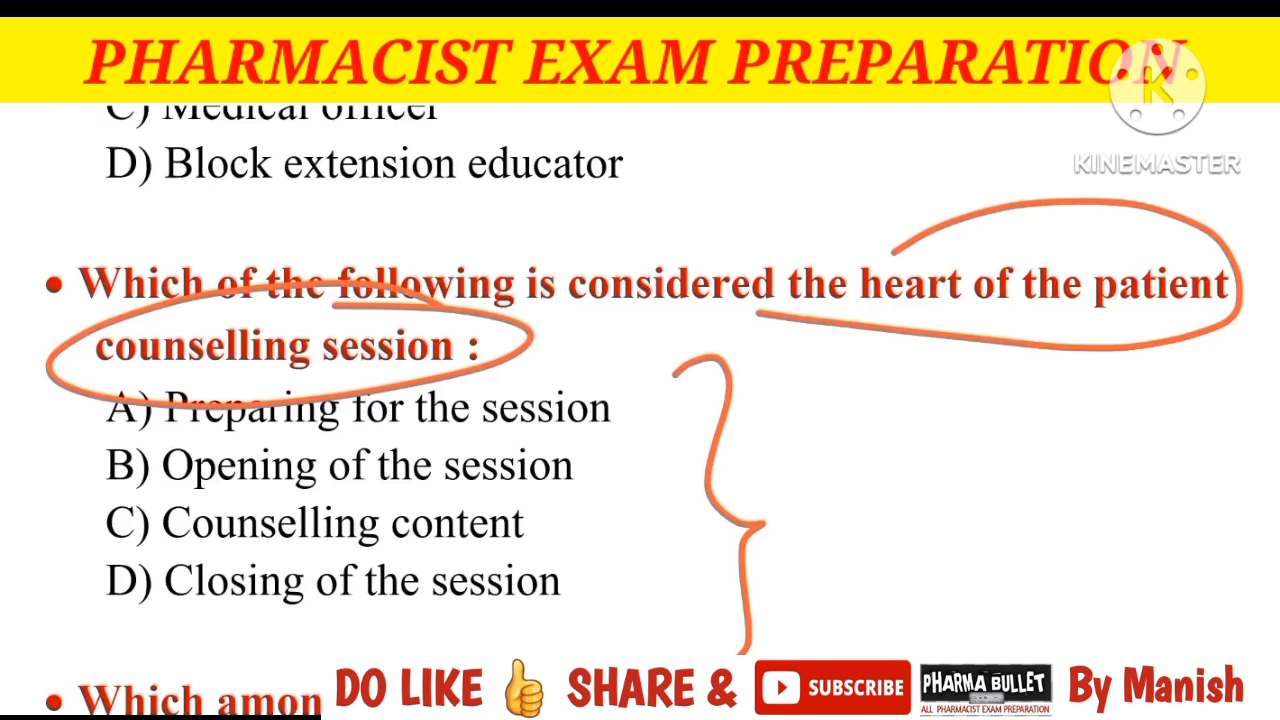 PHARMACIST EXAM PREPARATION
KINEMASTER
C) Medical officer
D) Block extension educator
• Which of the following is considered the heart of the patient
counselling session :
A) Preparing for the session
B) Opening of the session
C) Counselling content
D) Closing of the session
• Which amon
DO LIKE 👍 SHARE & SUBSCRIBE PHARMA BULLET By Manish
ALL PHARMACIST EXAM PREPARATION